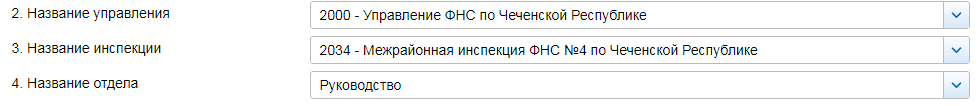 2. Название управления 2000 - Управление ФНС по Чеченской Республике
3. Название инспекции 2034 - Межрайонная инспекция ФНС №4 по Чеченской Республике
4. Название отдела Руководство